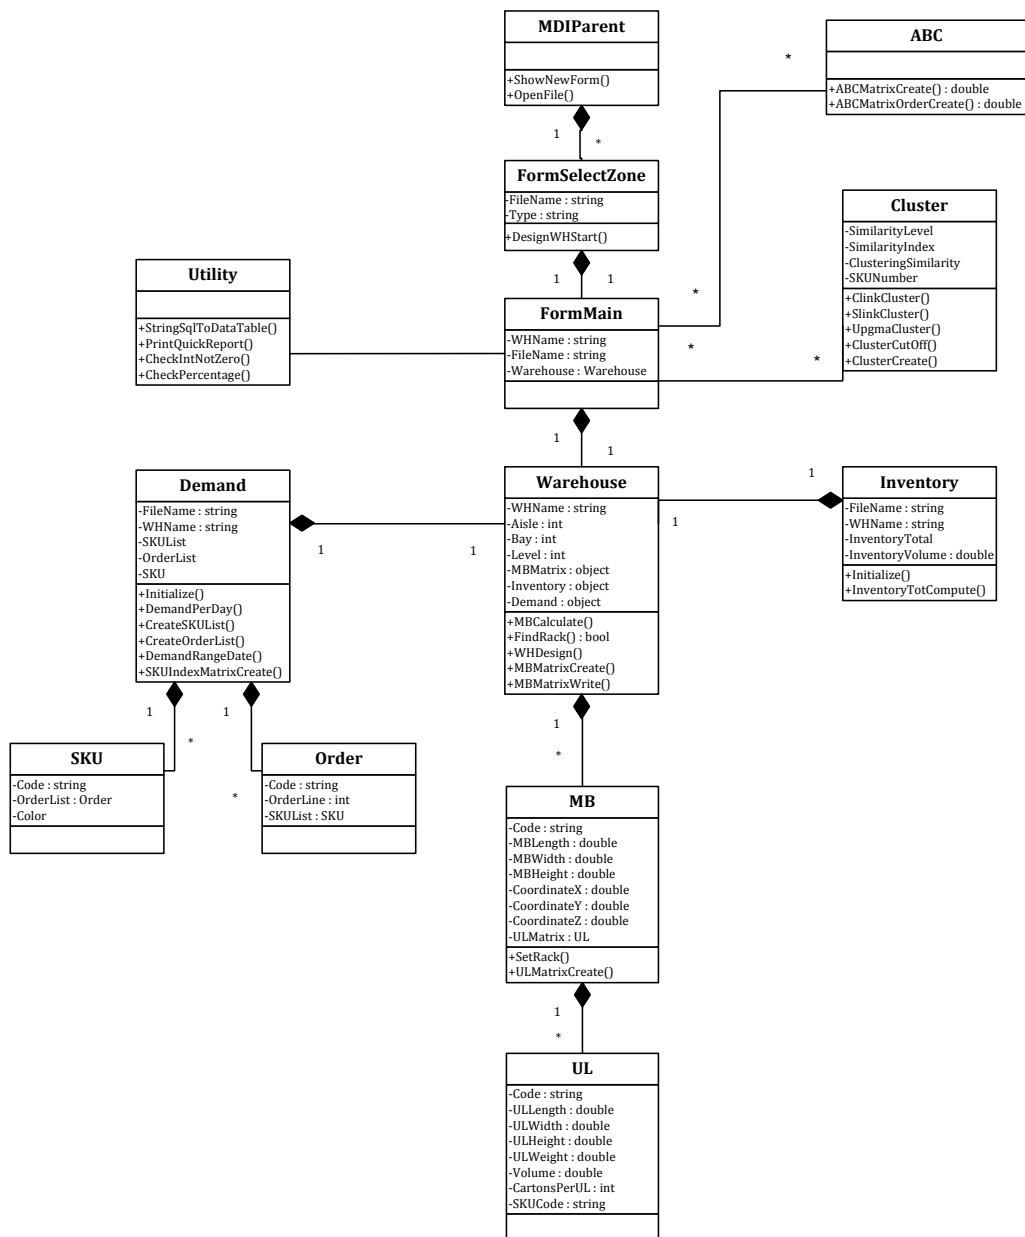 MDIParent
+ShowNewForm()
+OpenFile()
1
*
ABC
+ABCMatrixCreate() : double
+ABCMatrixOrderCreate() : double
*
FormSelectZone
-FileName : string
-Type : string
+DesignWHStart()
1
1
Cluster
-SimilarityLevel
-SimilarityIndex
-ClusteringSimilarity
-SKUNumber
+ClinkCluster()
+SlinkCluster()
+UpgmaCluster()
+ClusterCutOff()
+ClusterCreate()
*
Utility
+StringSqlToDataTable()
+PrintQuickReport()
+CheckIntNotZero()
+CheckPercentage()
FormMain
-WHName : string
-FileName : string
-Warehouse : Warehouse
*
*
1
1
Demand
-FileName : string
-WHName : string
-SKUList
-OrderList
-SKU
+Initialize()
+DemandPerDay()
+CreateSKUList()
+CreateOrderList()
+DemandRangeDate()
+SKUIndexMatrixCreate()
1
1
Warehouse
-WHName : string
-Aisle : int
-Bay : int
-Level : int
-MBMatrix : object
-Inventory : object
-Demand : object
+MBCalculate()
+FindRack() : bool
+WHDesign()
+MBMatrixCreate()
+MBMatrixWrite()
1
1
Inventory
-FileName : string
-WHName : string
-InventoryTotal
-InventoryVolume : double
+Initialize()
+InventoryTotCompute()
1
*
1
*
SKU
-Code : string
-OrderList : Order
-Color
Order
-Code : string
-OrderLine : int
-SKUList : SKU
1
*
MB
-Code : string
-MBLength : double
-MBWidth : double
-MBHeight : double
-CoordinateX : double
-CoordinateY : double
-CoordinateZ : double
-ULMatrix : UL
+SetRack()
+ULMatrixCreate()
1
*
UL
-Code : string
-ULLength : double
-ULWidth : double
-ULHeight : double
-ULWeight : double
-Volume : double
-CartonsPerUL : int
-SKUCode : string